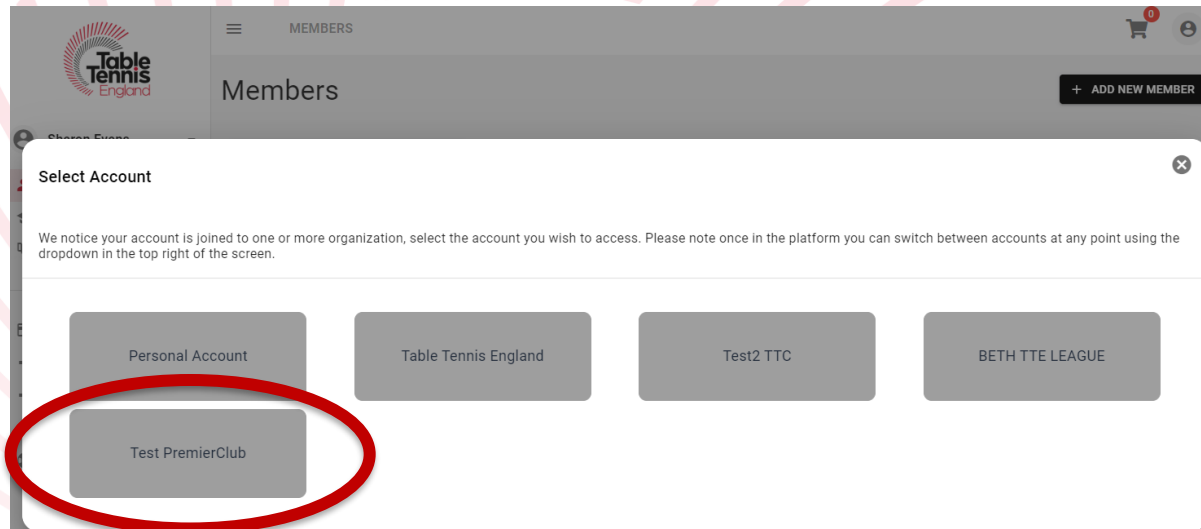 MEMBERS
0
Table
Tennis
England
Members
+ ADD NEW MEMBER
Sharon Evans
Select Account
We notice your account is joined to one or more organization, select the account you wish to access. Please note once in the platform you can switch between accounts at any point using the
dropdown in the top right of the screen.
Personal Account
Table Tennis England
Test2 TTC
BETH TTE LEAGUE
Test PremierClub